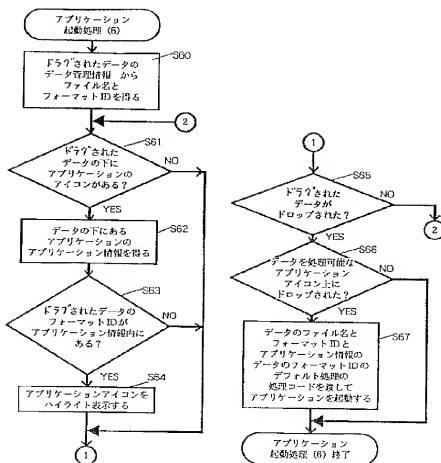 アプリケーション
起動処理 (6)
S60
ドラグされたデータの
データ管理情報 から
ファイル名と
フォーマットIDを得る
2
S61
ドラグされた
データの下に
アプリケーションの
アイコンがある?
NO
YES
S62
データの下にある
アプリケーションの
アプリケーション情報を得る
S63
ドラグされたデータの
フォーマットIDが
アプリケーション情報内に
ある?
NO
YES
S64
アプリケーションアイコンを
ハイライト表示する
1
1
S65
ドラグされた
データが
ドロップされた?
NO
2
YES
S66
データを処理可能な
アプリケーション
アイコン上に
ドロップされた?
NO
YES
S67
データのファイル名と
フォーマットIDと
アプリケーション情報の
データのフォーマットIDの
デフォルト処理の
処理コードを渡して
アプリケーションを起動する
アプリケーション
起動処理 (6) 終了